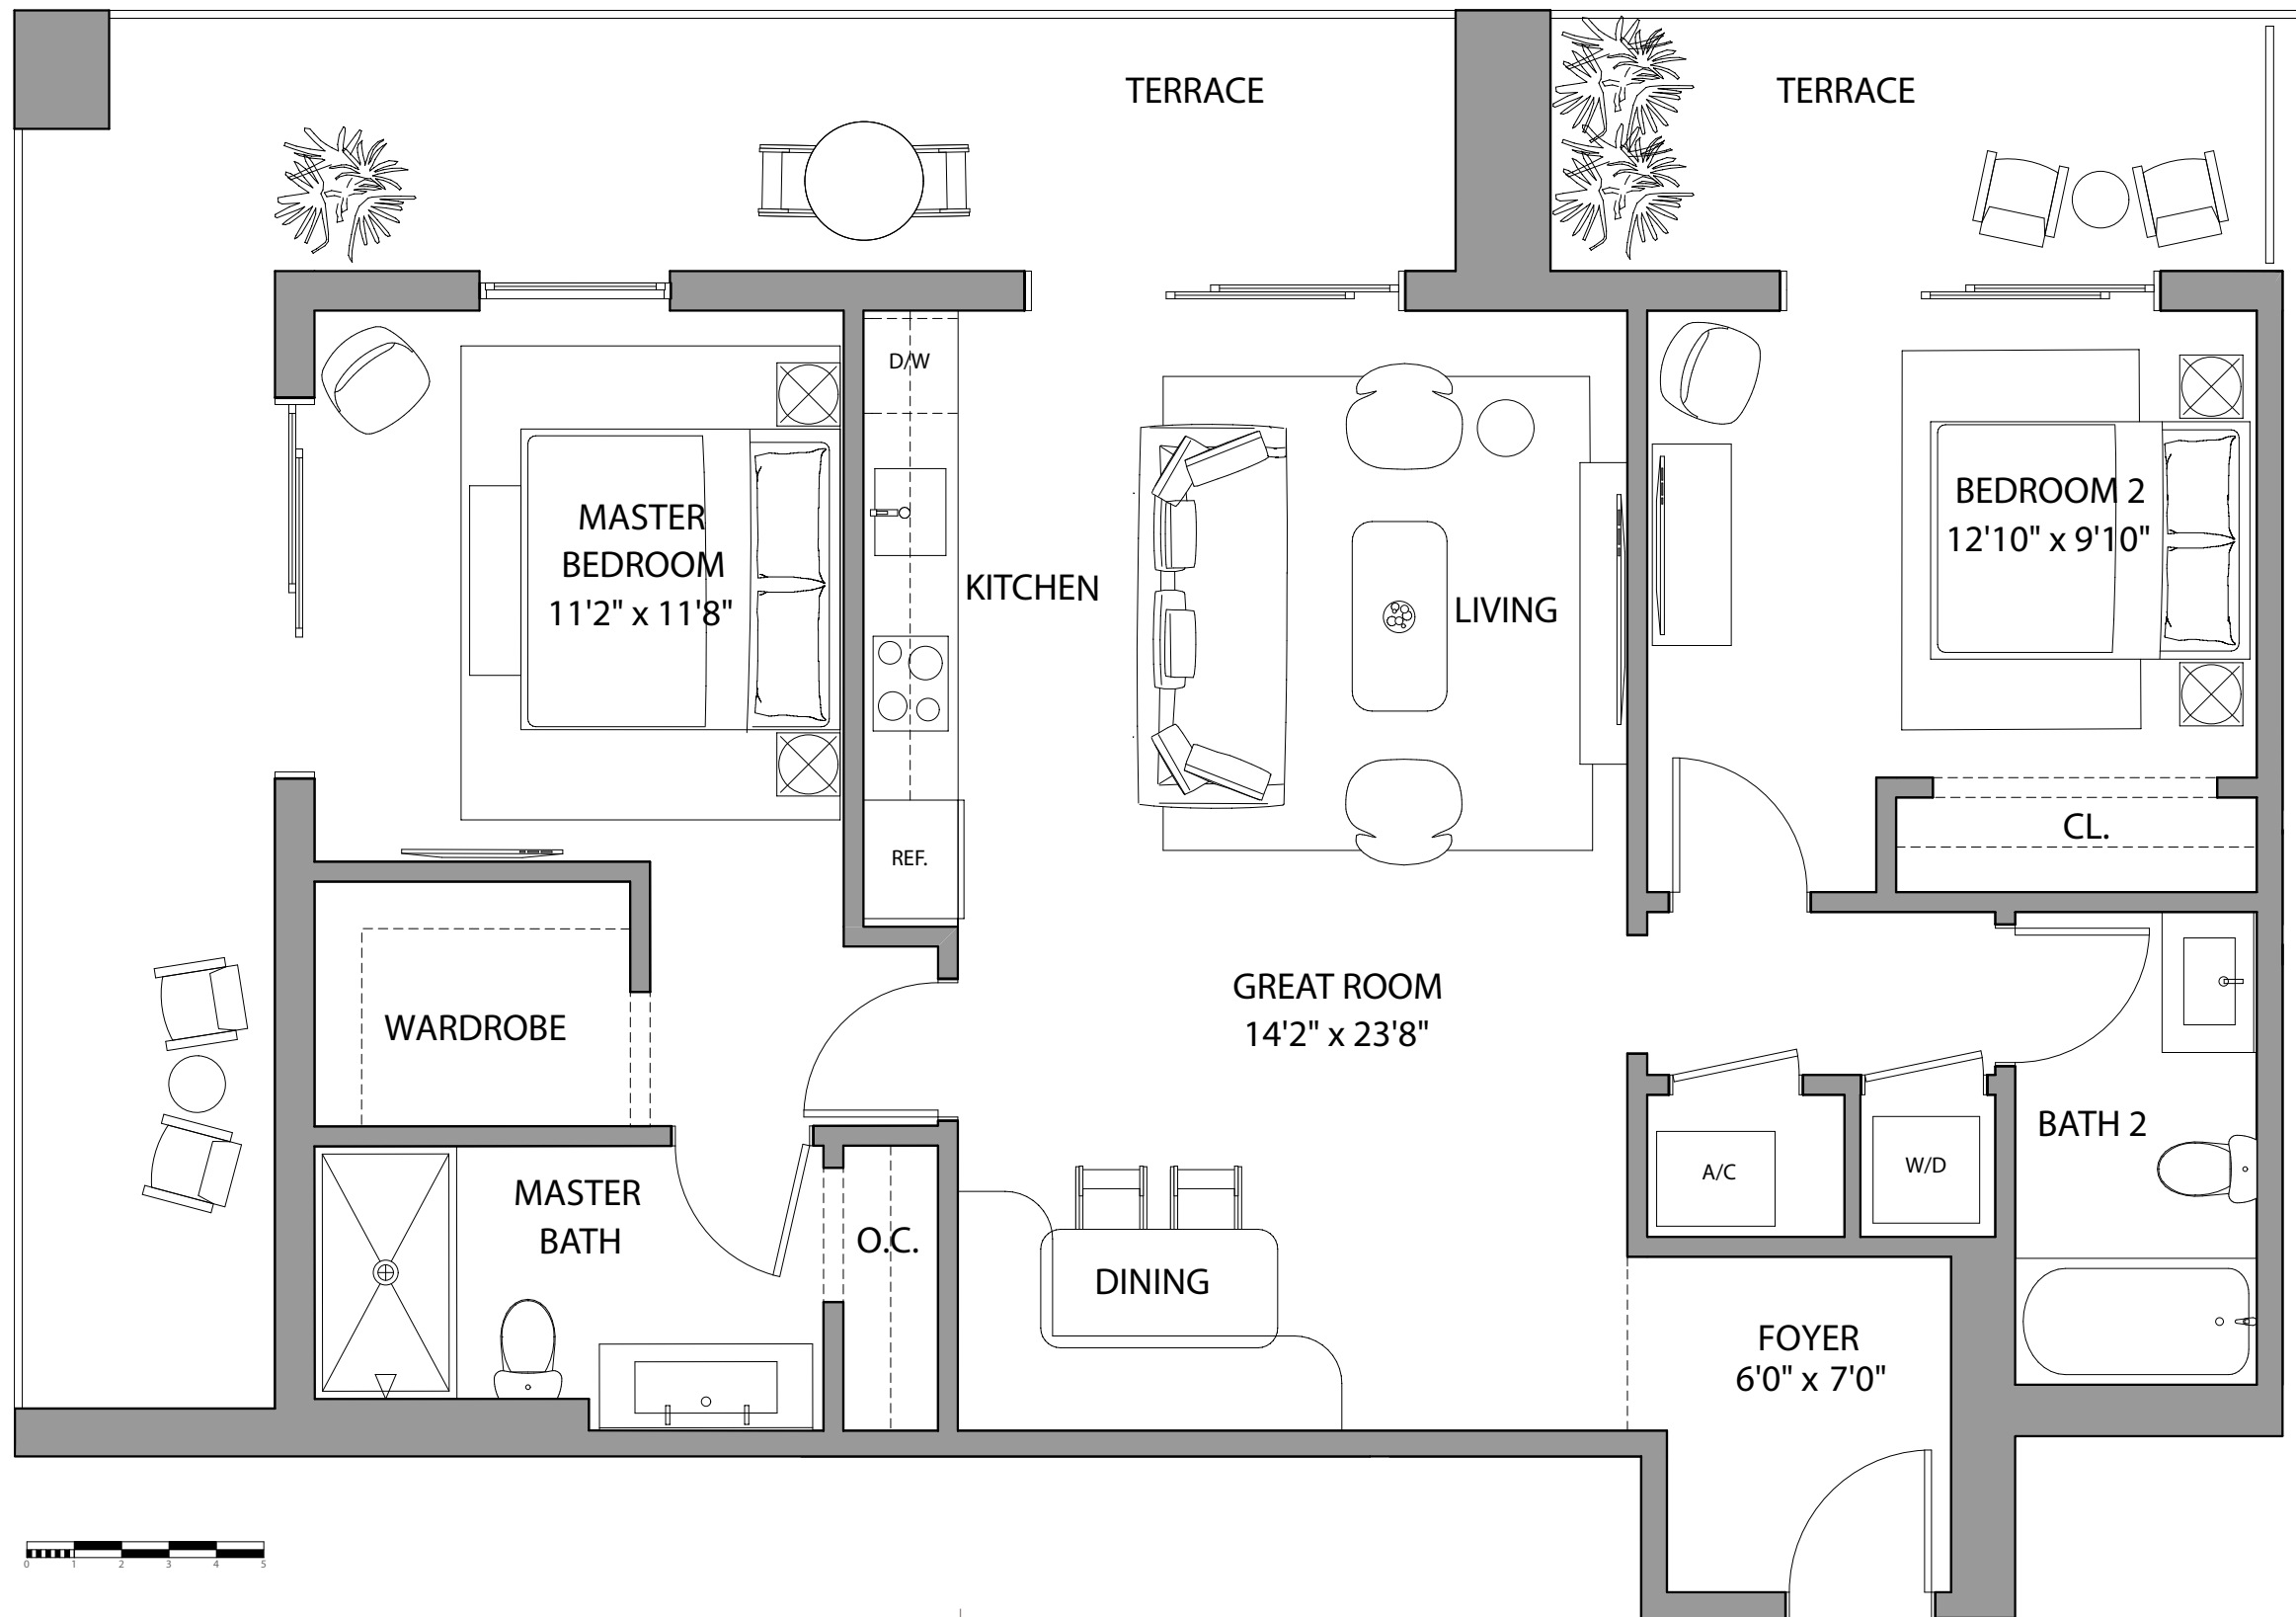 TERRACE
TERRACE
D/W
MASTER
BEDROOM
11'2" x 11'8"
KITCHEN
LIVING
BEDROOM 2
12'10" x 9'10"
REF.
CL.
WARDROBE
GREAT ROOM
14'2" x 23'8"
MASTER
BATH
O.C.
DINING
A/C
W/D
BATH 2
FOYER
6'0" x 7'0"
0 1 2 3 4 5